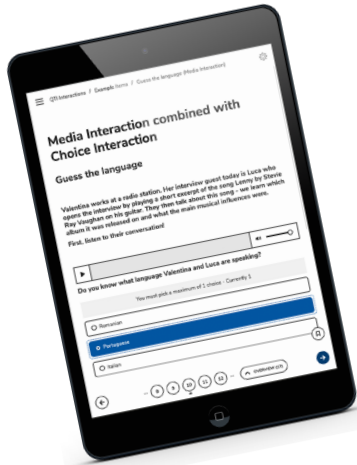 QTI Interactions / Example Items / Guess the language (Media Interaction)
Media Interaction combined with
Choice Interaction
Guess the language
Valentina works at a radio station. Her interview guest today is Luca who
opens the interview by playing a short excerpt of the song Lenny by Stevie
Ray Vaughan on his guitar. They then talk about this song - we learn which
album it was released on and what the main musical influences were.
First, listen to their conversation!
Do you know what language Valentina and Luca are speaking?
You must pick a maximum of 1 choice - Currently 1
Romanian
Portuguese
Italian
... 8 9 10 11 12 ...
OVERVIEW